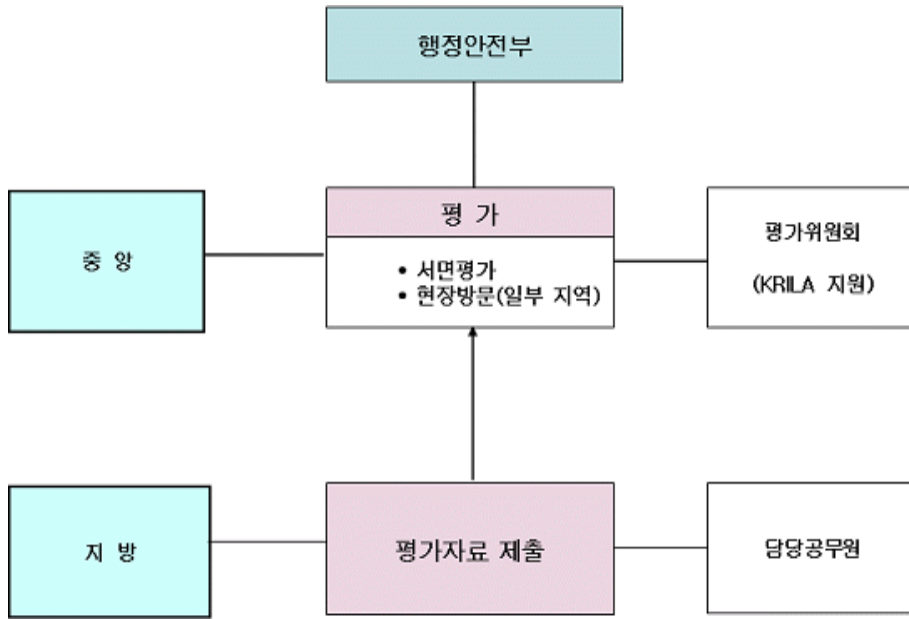 행정안전부
중 앙
평 가
• 서면평가
• 현장방문(일부 지역)
평가위원회
(KRILA 지원)
지 방
평가자료 제출
담당공무원